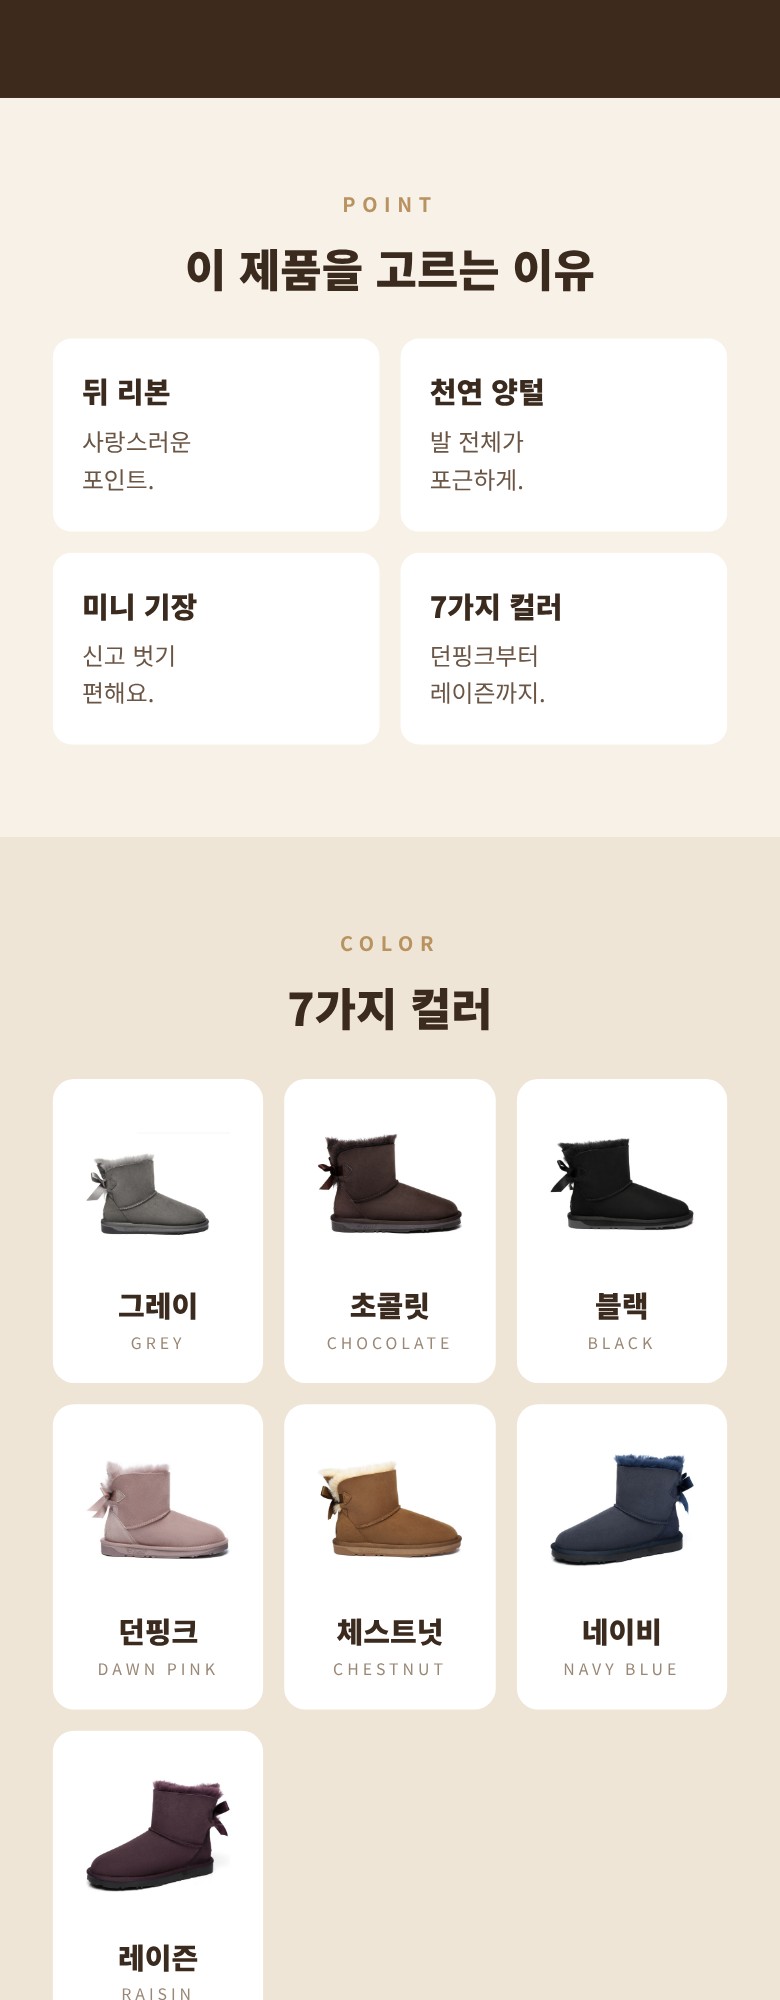 POINT
이 제품을 고르는 이유
뒤 리본
사랑스러운
포인트.
천연 양털
발 전체가
포근하게.
미니 기장
신고 벗기
편해요.
7가지 컬러
던핑크부터
레이즌까지.
COLOR
7가지 컬러
그레이
GREY
초콜릿
CHOCOLATE
블랙
BLACK
던핑크
DAWN PINK
체스트넛
CHESTNUT
네이비
NAVY BLUE
레이즌
RAISIN